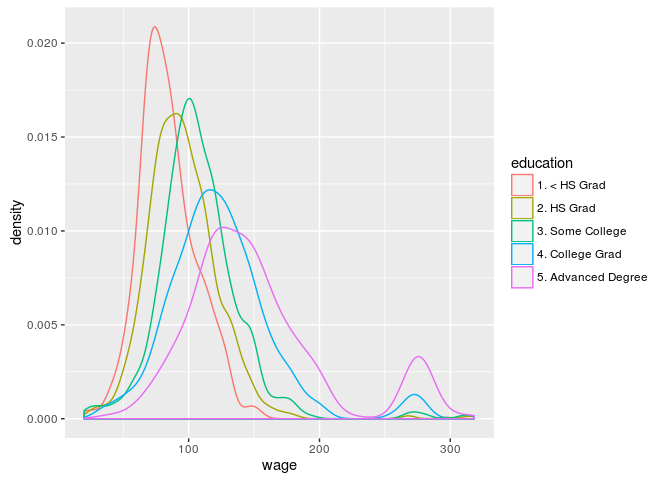 0.020
0.015
0.010
0.005
0.000
density
100
200
300
wage
education
1. < HS Grad
2. HS Grad
3. Some College
4. College Grad
5. Advanced Degree